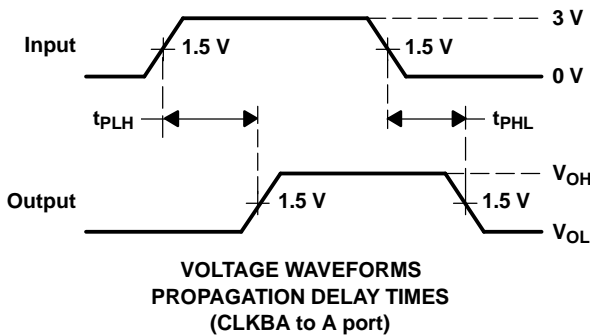 3 V
Input
1.5 V
1.5 V
0 V
tPLH
tPHL
VOH
Output
1.5 V
1.5 V
VOL
VOLTAGE WAVEFORMS
PROPAGATION DELAY TIMES
(CLKBA to A port)